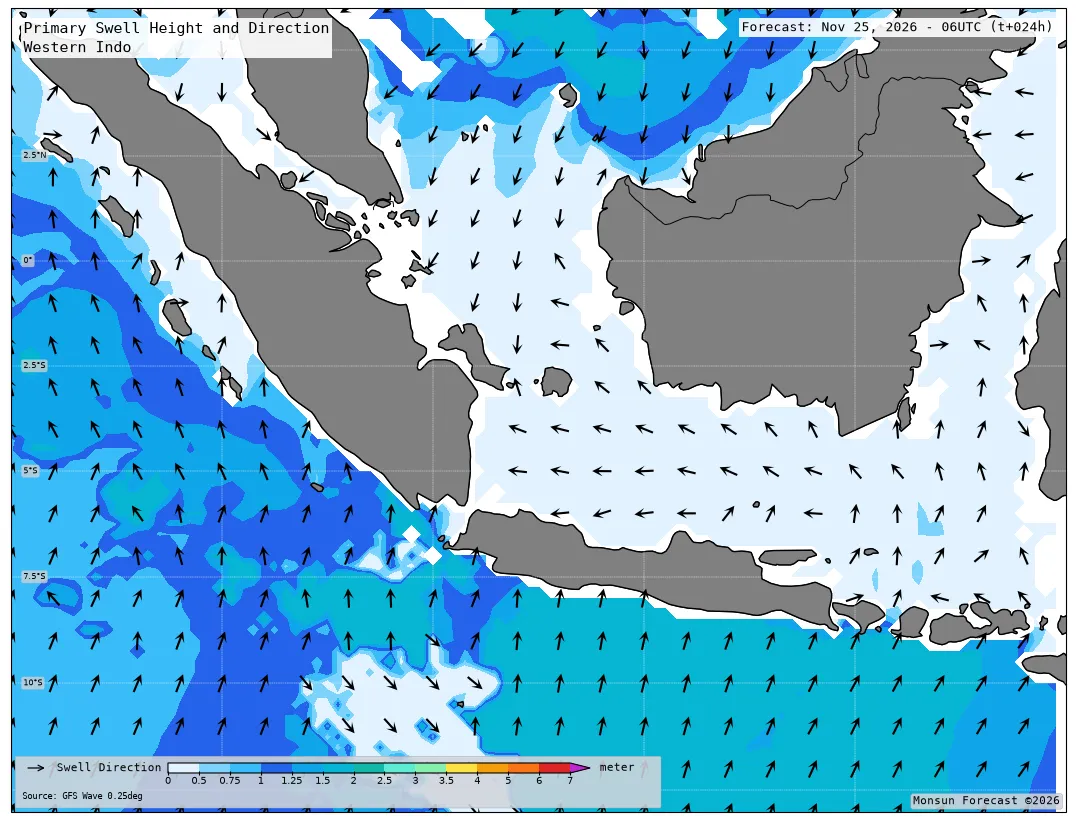 Primary Swell Height and Direction
Western Indo
Forecast: Nov 25, 2026 - 06UTC (t+024h)
2.5°N
0°
2.5°S
5°S
7.5°S
10°S
Swell Direction
0 0.5 0.75 1 1.25 1.5 2 2.5 3 3.5 4 5 6 7
meter
Source: GFS Wave 0.25deg
Monsun Forecast ©2026